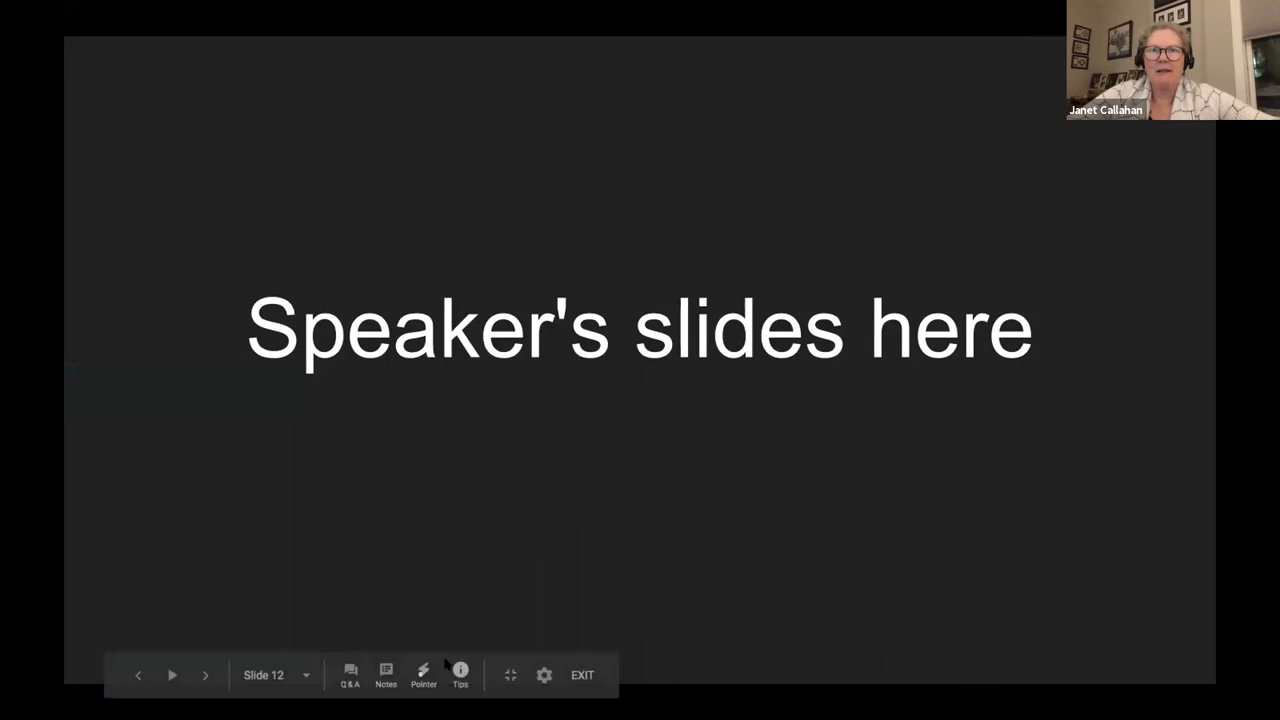 Janet Callahan
Speaker's slides here
Slide 12
Q & A
Notes
Pointer
Tips
EXIT